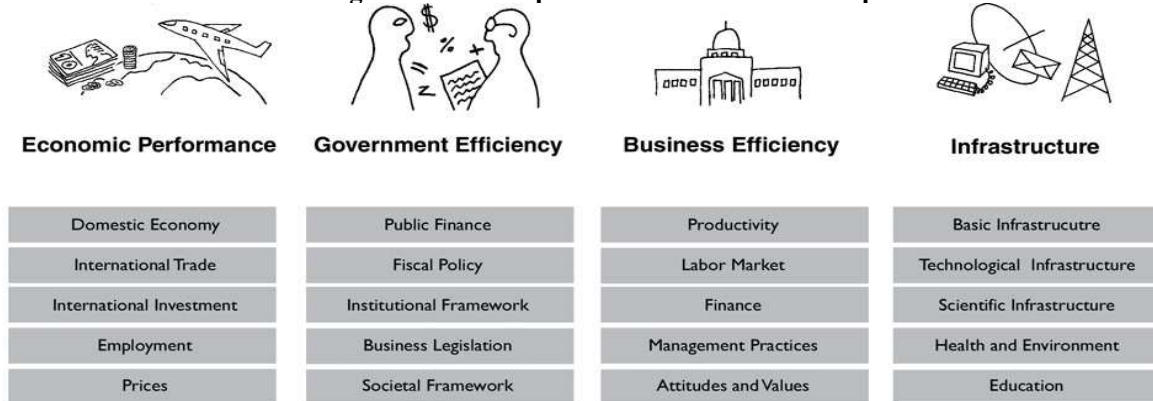 $
%
+
=
Z
Economic Performance
Government Efficiency
Business Efficiency
Infrastructure
Domestic Economy
Public Finance
Productivity
Basic Infrastrucutre
International Trade
Fiscal Policy
Labor Market
Technological Infrastructure
International Investment
Institutional Framework
Finance
Scientific Infrastructure
Employment
Business Legislation
Management Practices
Health and Environment
Prices
Societal Framework
Attitudes and Values
Education